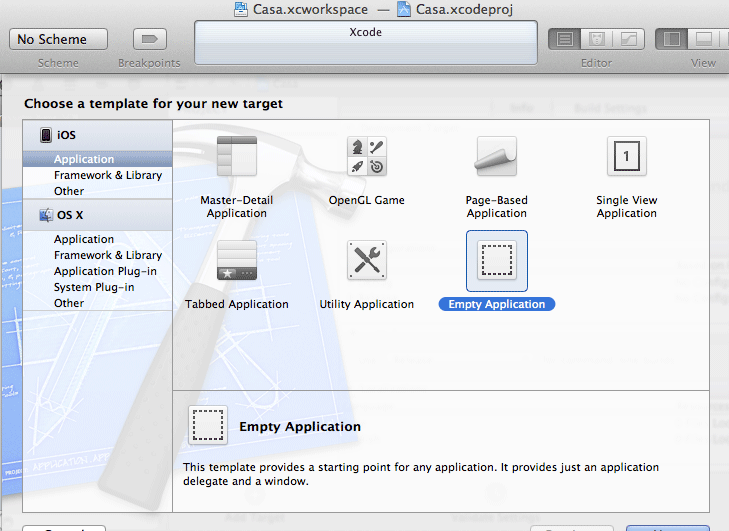 Casa.xcworkspace — Casa.xcodeproj
No Scheme
Xcode
Scheme
Breakpoints
Editor
View
Choose a template for your new target
iOS
Application
Framework & Library
Other
OS X
Application
Framework & Library
Application Plug-in
System Plug-in
Other
Master-Detail
Application
OpenGL Game
Page-Based
Application
1
Single View
Application
Tabbed Application
Utility Application
Empty Application
Empty Application
This template provides a starting point for any application. It provides just an application
delegate and a window.